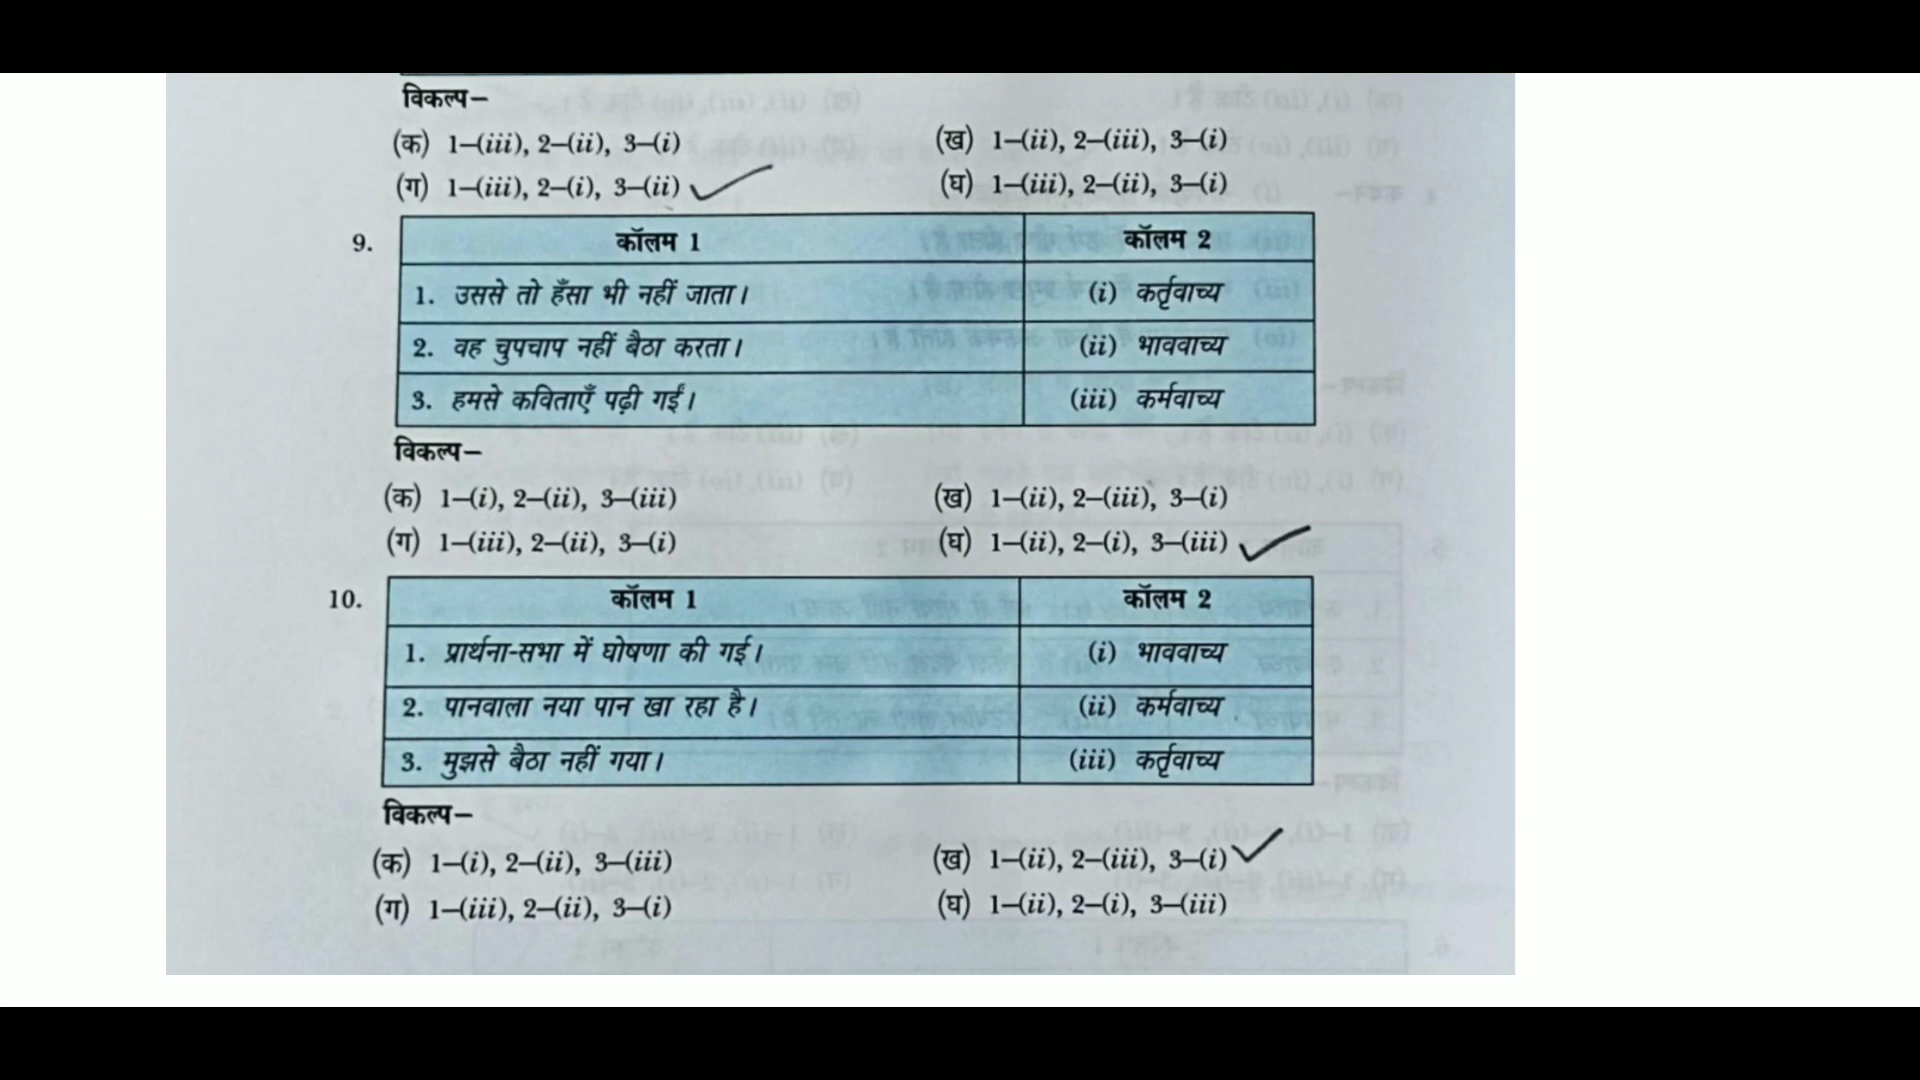 विकल्प–
(क) 1–(iii), 2–(ii), 3–(i) (ख) 1–(ii), 2–(iii), 3–(i)
(ग) 1–(iii), 2–(i), 3–(ii) (घ) 1–(iii), 2–(ii), 3–(i)
9. कॉलम 1 कॉलम 2
1. उससे तो हँसा भी नहीं जाता। (i) कर्तृवाच्य
2. वह चुपचाप नहीं बैठा करता। (ii) भाववाच्य
3. हमसे कविताएँ पढ़ी गईं। (iii) कर्मवाच्य
विकल्प–
(क) 1–(i), 2–(ii), 3–(iii) (ख) 1–(ii), 2–(iii), 3–(i)
(ग) 1–(iii), 2–(ii), 3–(i) (घ) 1–(ii), 2–(i), 3–(iii)
10. कॉलम 1 कॉलम 2
1. प्रार्थना-सभा में घोषणा की गई। (i) भाववाच्य
2. पानवाला नया पान खा रहा है। (ii) कर्मवाच्य
3. मुझसे बैठा नहीं गया। (iii) कर्तृवाच्य
विकल्प–
(क) 1–(i), 2–(ii), 3–(iii) (ख) 1–(ii), 2–(iii), 3–(i)
(ग) 1–(iii), 2–(ii), 3–(i) (घ) 1–(ii), 2–(i), 3–(iii)